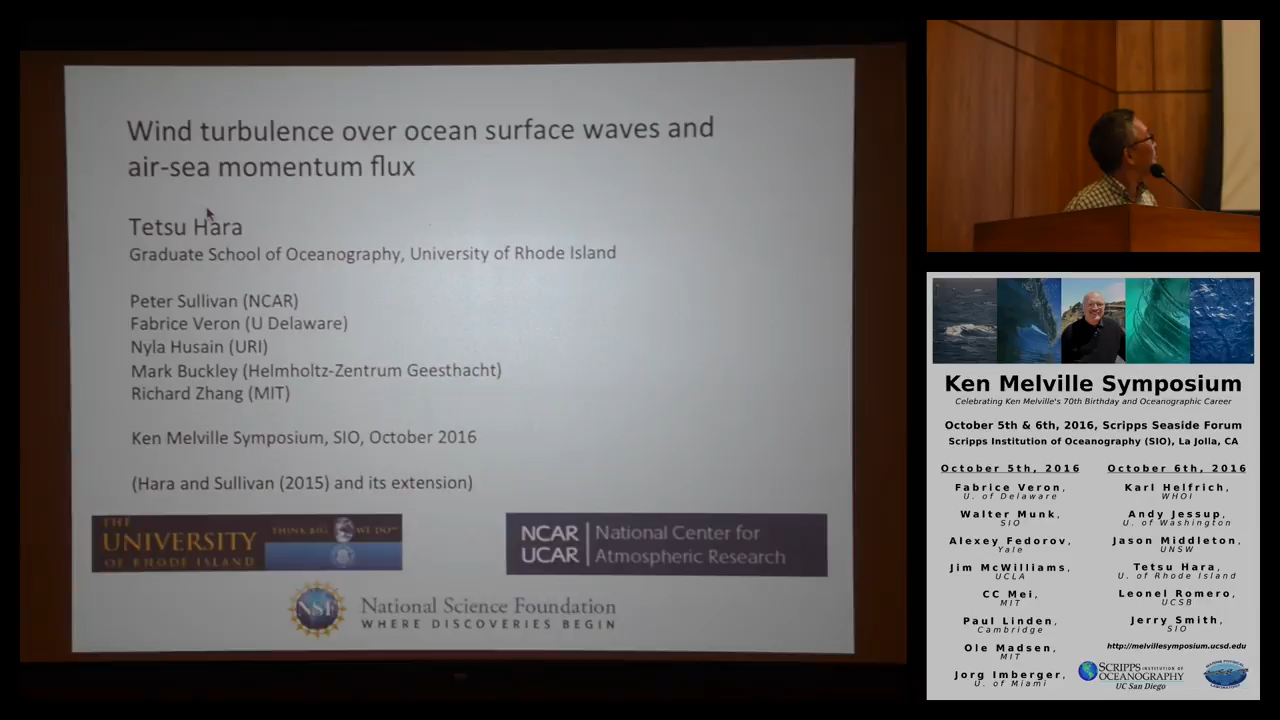 Wind turbulence over ocean surface waves and
air-sea momentum flux
Tetsu Hara
Graduate School of Oceanography, University of Rhode Island
Peter Sullivan (NCAR)
Fabrice Veron (U Delaware)
Nyla Husain (URI)
Mark Buckley (Helmholtz-Zentrum Geesthacht)
Richard Zhang (MIT)
Ken Melville Symposium, SIO, October 2016
(Hara and Sullivan (2015) and its extension)
THE
UNIVERSITY
OF RHODE ISLAND
THINK BIG WE DO
NCAR
UCAR
National Center for
Atmospheric Research
NSF
National Science Foundation
WHERE DISCOVERIES BEGIN
Ken Melville Symposium
Celebrating Ken Melville's 70th Birthday and Oceanographic Career
October 5th & 6th, 2016, Scripps Seaside Forum
Scripps Institution of Oceanography (SIO), La Jolla, CA
October 5th, 2016
Fabrice Veron,
U. of Delaware
Walter Munk,
SIO
Alexey Fedorov,
Yale
Jim McWilliams,
UCLA
CC Mei,
MIT
Paul Linden,
Cambridge
Ole Madsen,
MIT
Jorg Imberger,
U. of Miami
October 6th, 2016
Karl Helfrich,
WHOI
Andy Jessup,
U. of Washington
Jason Middleton,
UNSW
Tetsu Hara,
U. of Rhode Island
Leonel Romero,
UCSB
Jerry Smith,
SIO
http://melvillesymposium.ucsd.edu
SCRIPPS INSTITUTION OF
OCEANOGRAPHY
UC San Diego